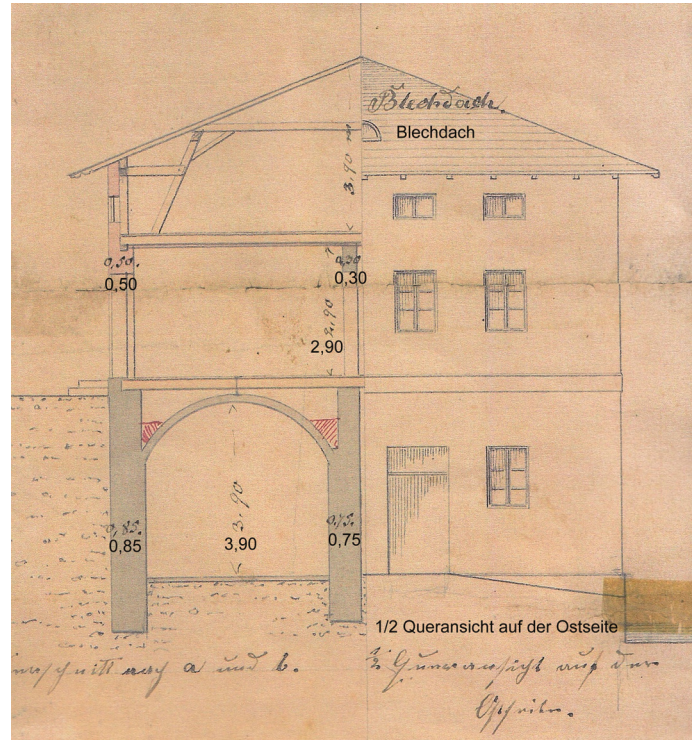 Blechdach.
Blechdach
3.90 m
0,50.
0,50
0,30
0,30
2,90
2,90
0,85.
0,85
3.90
3,90
0,75.
0,75
1/2 Queransicht auf der Ostseite
nach a und b.
1/2 Queransicht auf der
Ostseite.